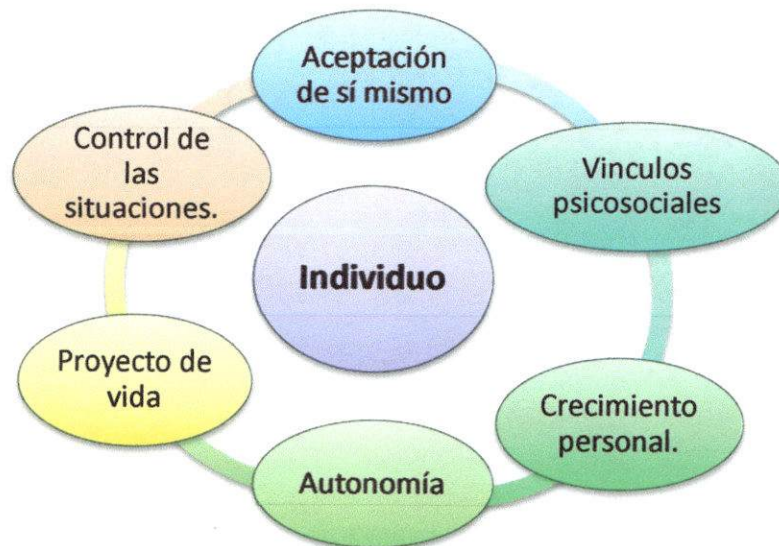 Aceptación
de sí mismo
Vinculos
psicosociales
Crecimiento
personal.
Autonomía
Proyecto de
vida
Control de
las
situaciones.
Individuo